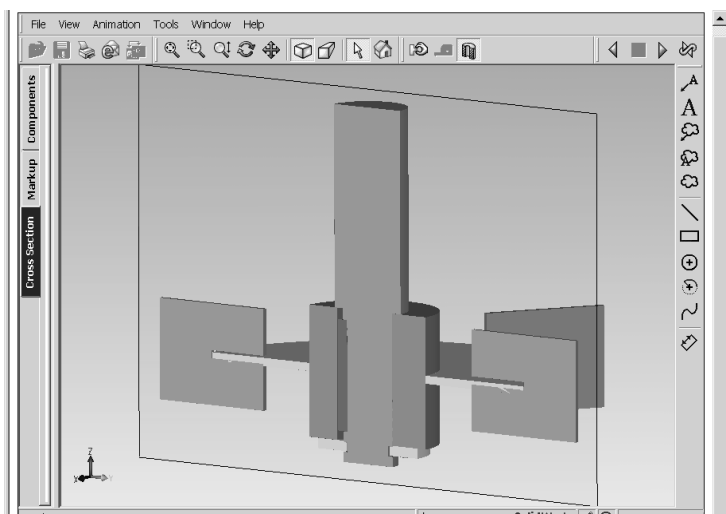 File View Animation Tools Window Help
Components
Markup
Cross Section
A
A
A
Z